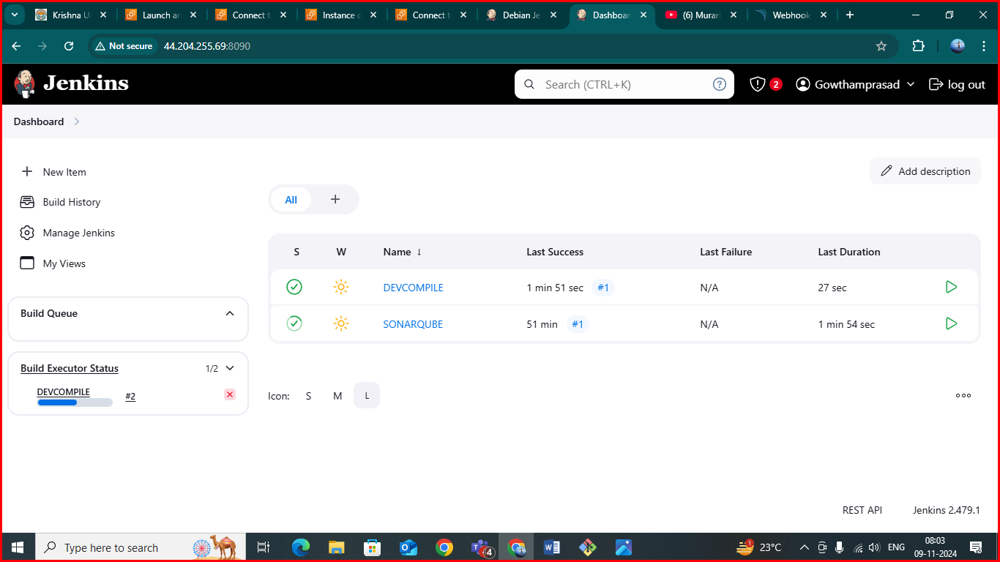 Krishna U
Launch an
Connect t
Instance d
Connect t
Debian Je
Dashboar
(6) Murari
Webhook
Not secure
44.204.255.69:8090
Jenkins
Search (CTRL+K)
2
Gowthamprasad
log out
Dashboard
New Item
Build History
Manage Jenkins
My Views
Add description
All
S W Name ↓ Last Success Last Failure Last Duration
DEVCOMPILE 1 min 51 sec #1 N/A 27 sec
SONARQUBE 51 min #1 N/A 1 min 54 sec
Build Queue
Build Executor Status 1/2
DEVCOMPILE #2
Icon: S M L
REST API Jenkins 2.479.1
Type here to search
4
1
23°C
ENG
08:03
09-11-2024